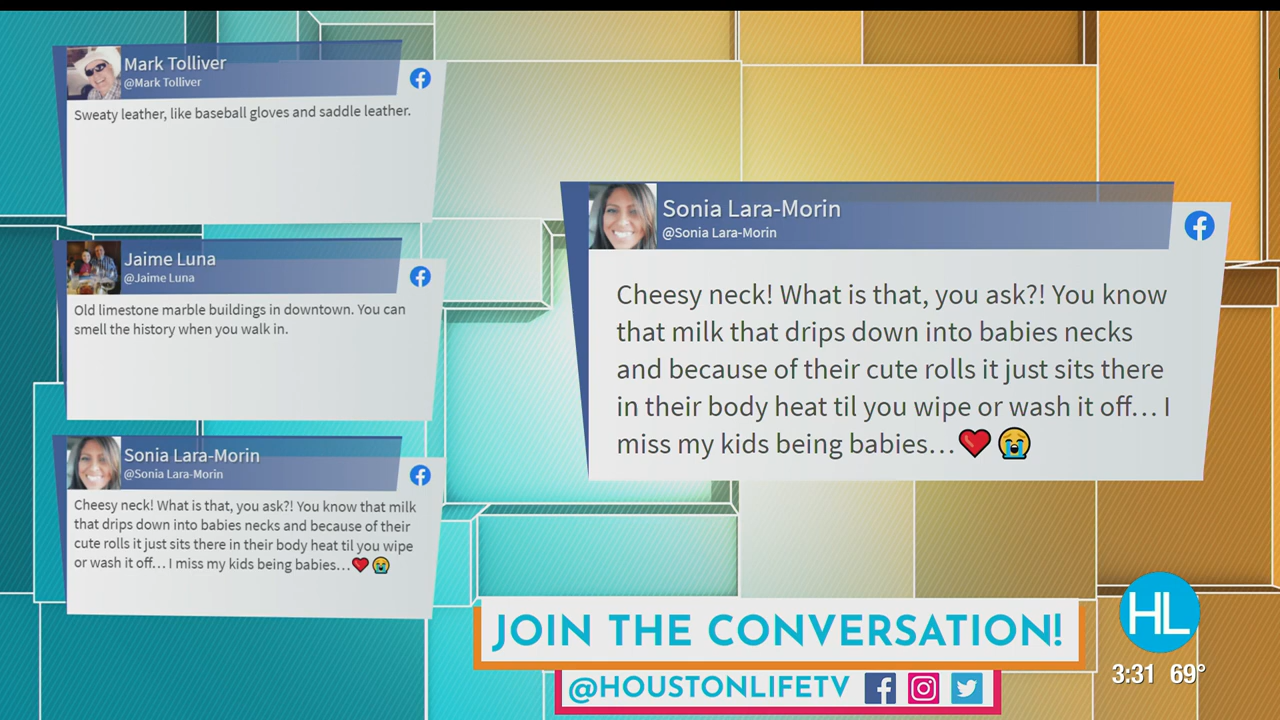 Mark Tolliver
@Mark Tolliver
Sweaty leather, like baseball gloves and saddle leather.
Jaime Luna
@Jaime Luna
Old limestone marble buildings in downtown. You can
smell the history when you walk in.
Sonia Lara-Morin
@Sonia Lara-Morin
Cheesy neck! What is that, you ask?! You know that milk
that drips down into babies necks and because of their
cute rolls it just sits there in their body heat til you wipe
or wash it off... I miss my kids being babies...❤️😭
Sonia Lara-Morin
@Sonia Lara-Morin
Cheesy neck! What is that, you ask?! You know
that milk that drips down into babies necks
and because of their cute rolls it just sits there
in their body heat til you wipe or wash it off... I
miss my kids being babies...❤️😭
JOIN THE CONVERSATION!
@HOUSTONLIFETV
HL
3:31 69°